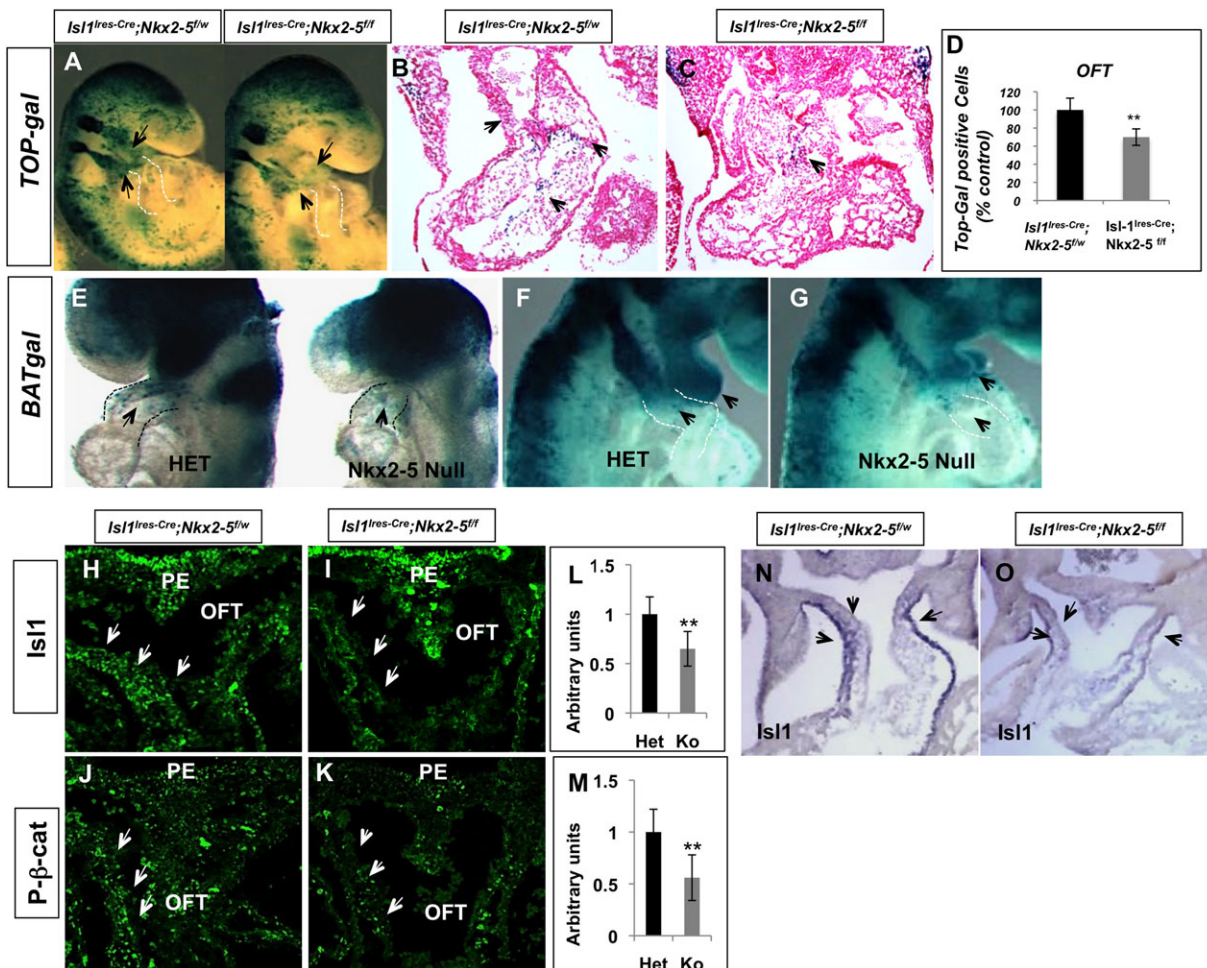 Isl1Ires-Cre;Nkx2-5f/w
Isl1Ires-Cre;Nkx2-5f/f
Isl1Ires-Cre;Nkx2-5f/w
Isl1Ires-Cre;Nkx2-5f/f
TOP-gal
A
B
C
D
OFT
Top-Gal positive Cells
(% control)
120
100
80
60
40
20
0
**
Isl1Ires-Cre;
Nkx2-5f/w
Isl-1Ires-Cre;
Nkx2-5 f/f
BATgal
E
HET
Nkx2-5 Null
F
HET
G
Nkx2-5 Null
Isl1Ires-Cre;Nkx2-5f/w
Isl1Ires-Cre;Nkx2-5f/f
Isl1
H
PE
OFT
I
PE
OFT
L
Arbitrary units
1.5
1
0.5
0
**
Het Ko
Isl1Ires-Cre;Nkx2-5f/w
Isl1Ires-Cre;Nkx2-5f/f
N
Isl1
O
Isl1
P-β-cat
J
PE
OFT
K
PE
OFT
M
Arbitrary units
1.5
1
0.5
0
**
Het Ko